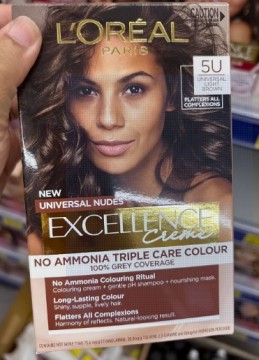 L'ORÉAL
PARIS
CAUTION
5U
UNIVERSAL
LIGHT
BROWN
FLATTERS ALL
COMPLEXIONS
NEW
UNIVERSAL NUDES
EXCELLENCE
Creme
NO AMMONIA TRIPLE CARE COLOUR
100% GREY COVERAGE
No Ammonia Colouring Ritual
Colouring cream + gentle pH shampoo + nourishing mask.
Long-Lasting Colour
Shiny, supple, lively hair.
Flatters All Complexions
Harmony of reflects. Natural-looking result.